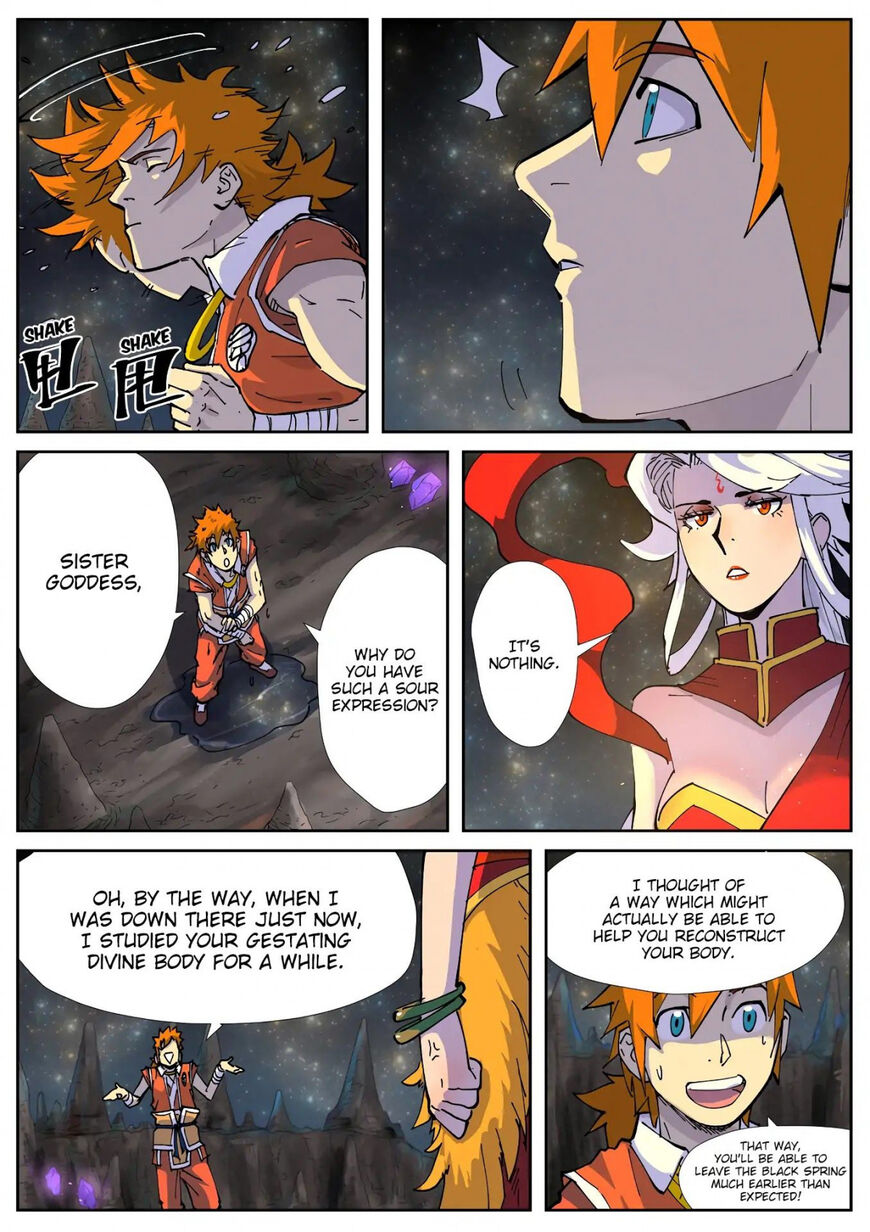 SHAKE
甩
SHAKE
甩
SISTER
GODDESS,
WHY DO
YOU HAVE
SUCH A SOUR
EXPRESSION?
IT'S
NOTHING.
OH, BY THE WAY, WHEN I
WAS DOWN THERE JUST NOW,
I STUDIED YOUR GESTATING
DIVINE BODY FOR A WHILE.
I THOUGHT OF
A WAY WHICH MIGHT
ACTUALLY BE ABLE TO
HELP YOU RECONSTRUCT
YOUR BODY.
THAT WAY,
YOU'LL BE ABLE TO
LEAVE THE BLACK SPRING
MUCH EARLIER THAN
EXPECTED!